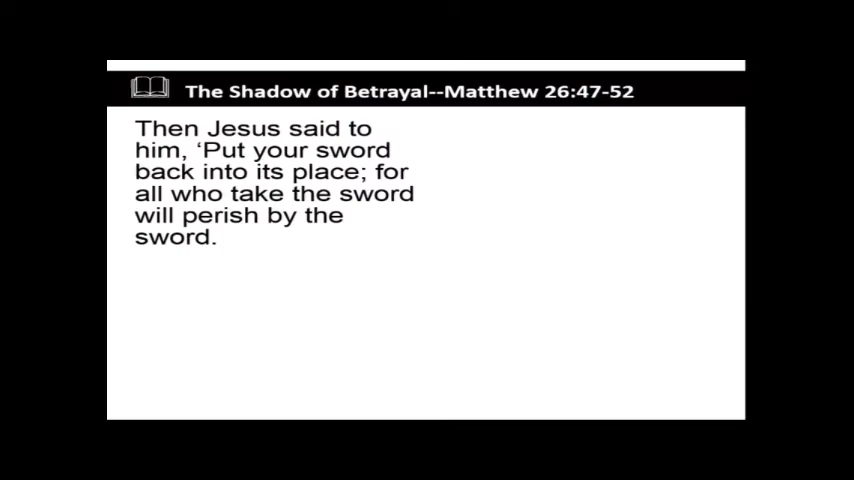 The Shadow of Betrayal--Matthew 26:47-52
Then Jesus said to
him, ‘Put your sword
back into its place; for
all who take the sword
will perish by the
sword.